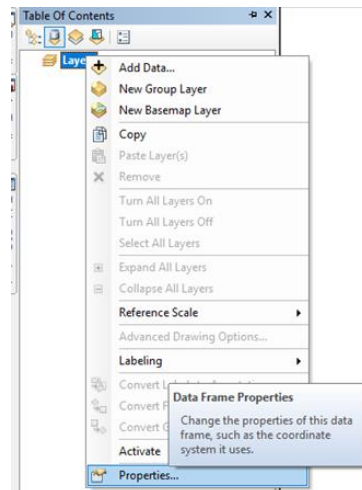 Table Of Contents
Laye
Add Data...
New Group Layer
New Basemap Layer
Copy
Paste Layer(s)
Remove
Turn All Layers On
Turn All Layers Off
Select All Layers
Expand All Layers
Collapse All Layers
Reference Scale
Advanced Drawing Options...
Labeling
Convert
Data Frame Properties
Convert F
Change the properties of this data
frame, such as the coordinate
system it uses.
Convert
Activate
Properties...